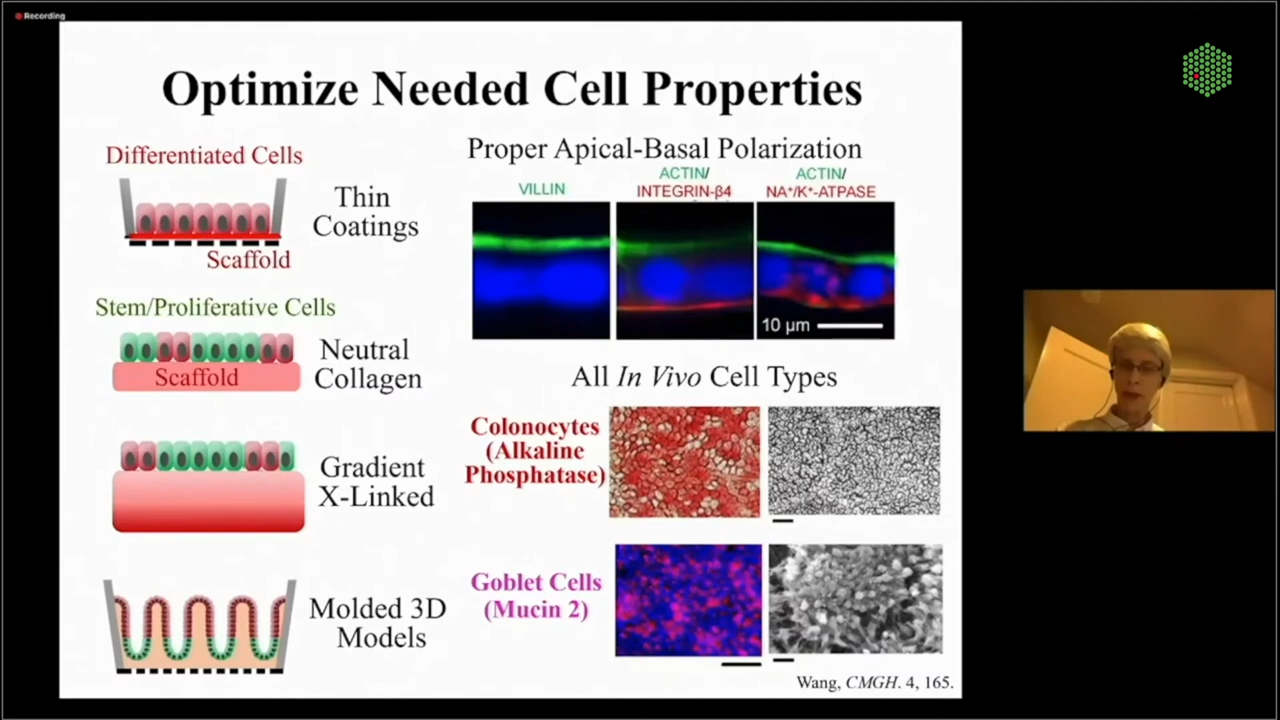 Recording
Optimize Needed Cell Properties
Differentiated Cells
Thin
Coatings
Scaffold
Stem/Proliferative Cells
Neutral
Collagen
Scaffold
Gradient
X-Linked
Molded 3D
Models
Proper Apical-Basal Polarization
VILLIN
ACTIN/
INTEGRIN-β4
ACTIN/
NA⁺/K⁺-ATPASE
10 µm
All In Vivo Cell Types
Colonocytes
(Alkaline
Phosphatase)
Goblet Cells
(Mucin 2)
Wang, CMGH. 4, 165.